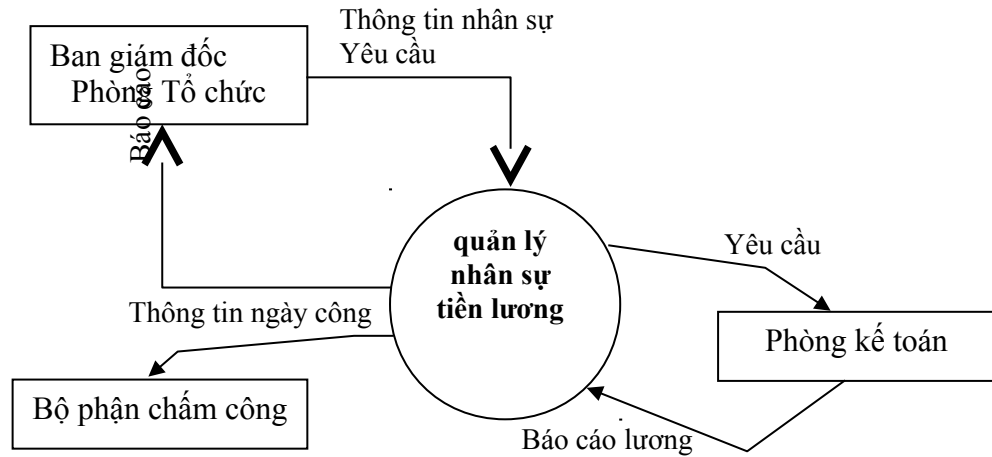 Thông tin nhân sự
Yêu cầu
Ban giám đốc
Phòng Tổ chức
Báo cáo
quản lý
nhân sự
tiền lương
Yêu cầu
Thông tin ngày công
Phòng kế toán
Bộ phận chấm công
Báo cáo lương